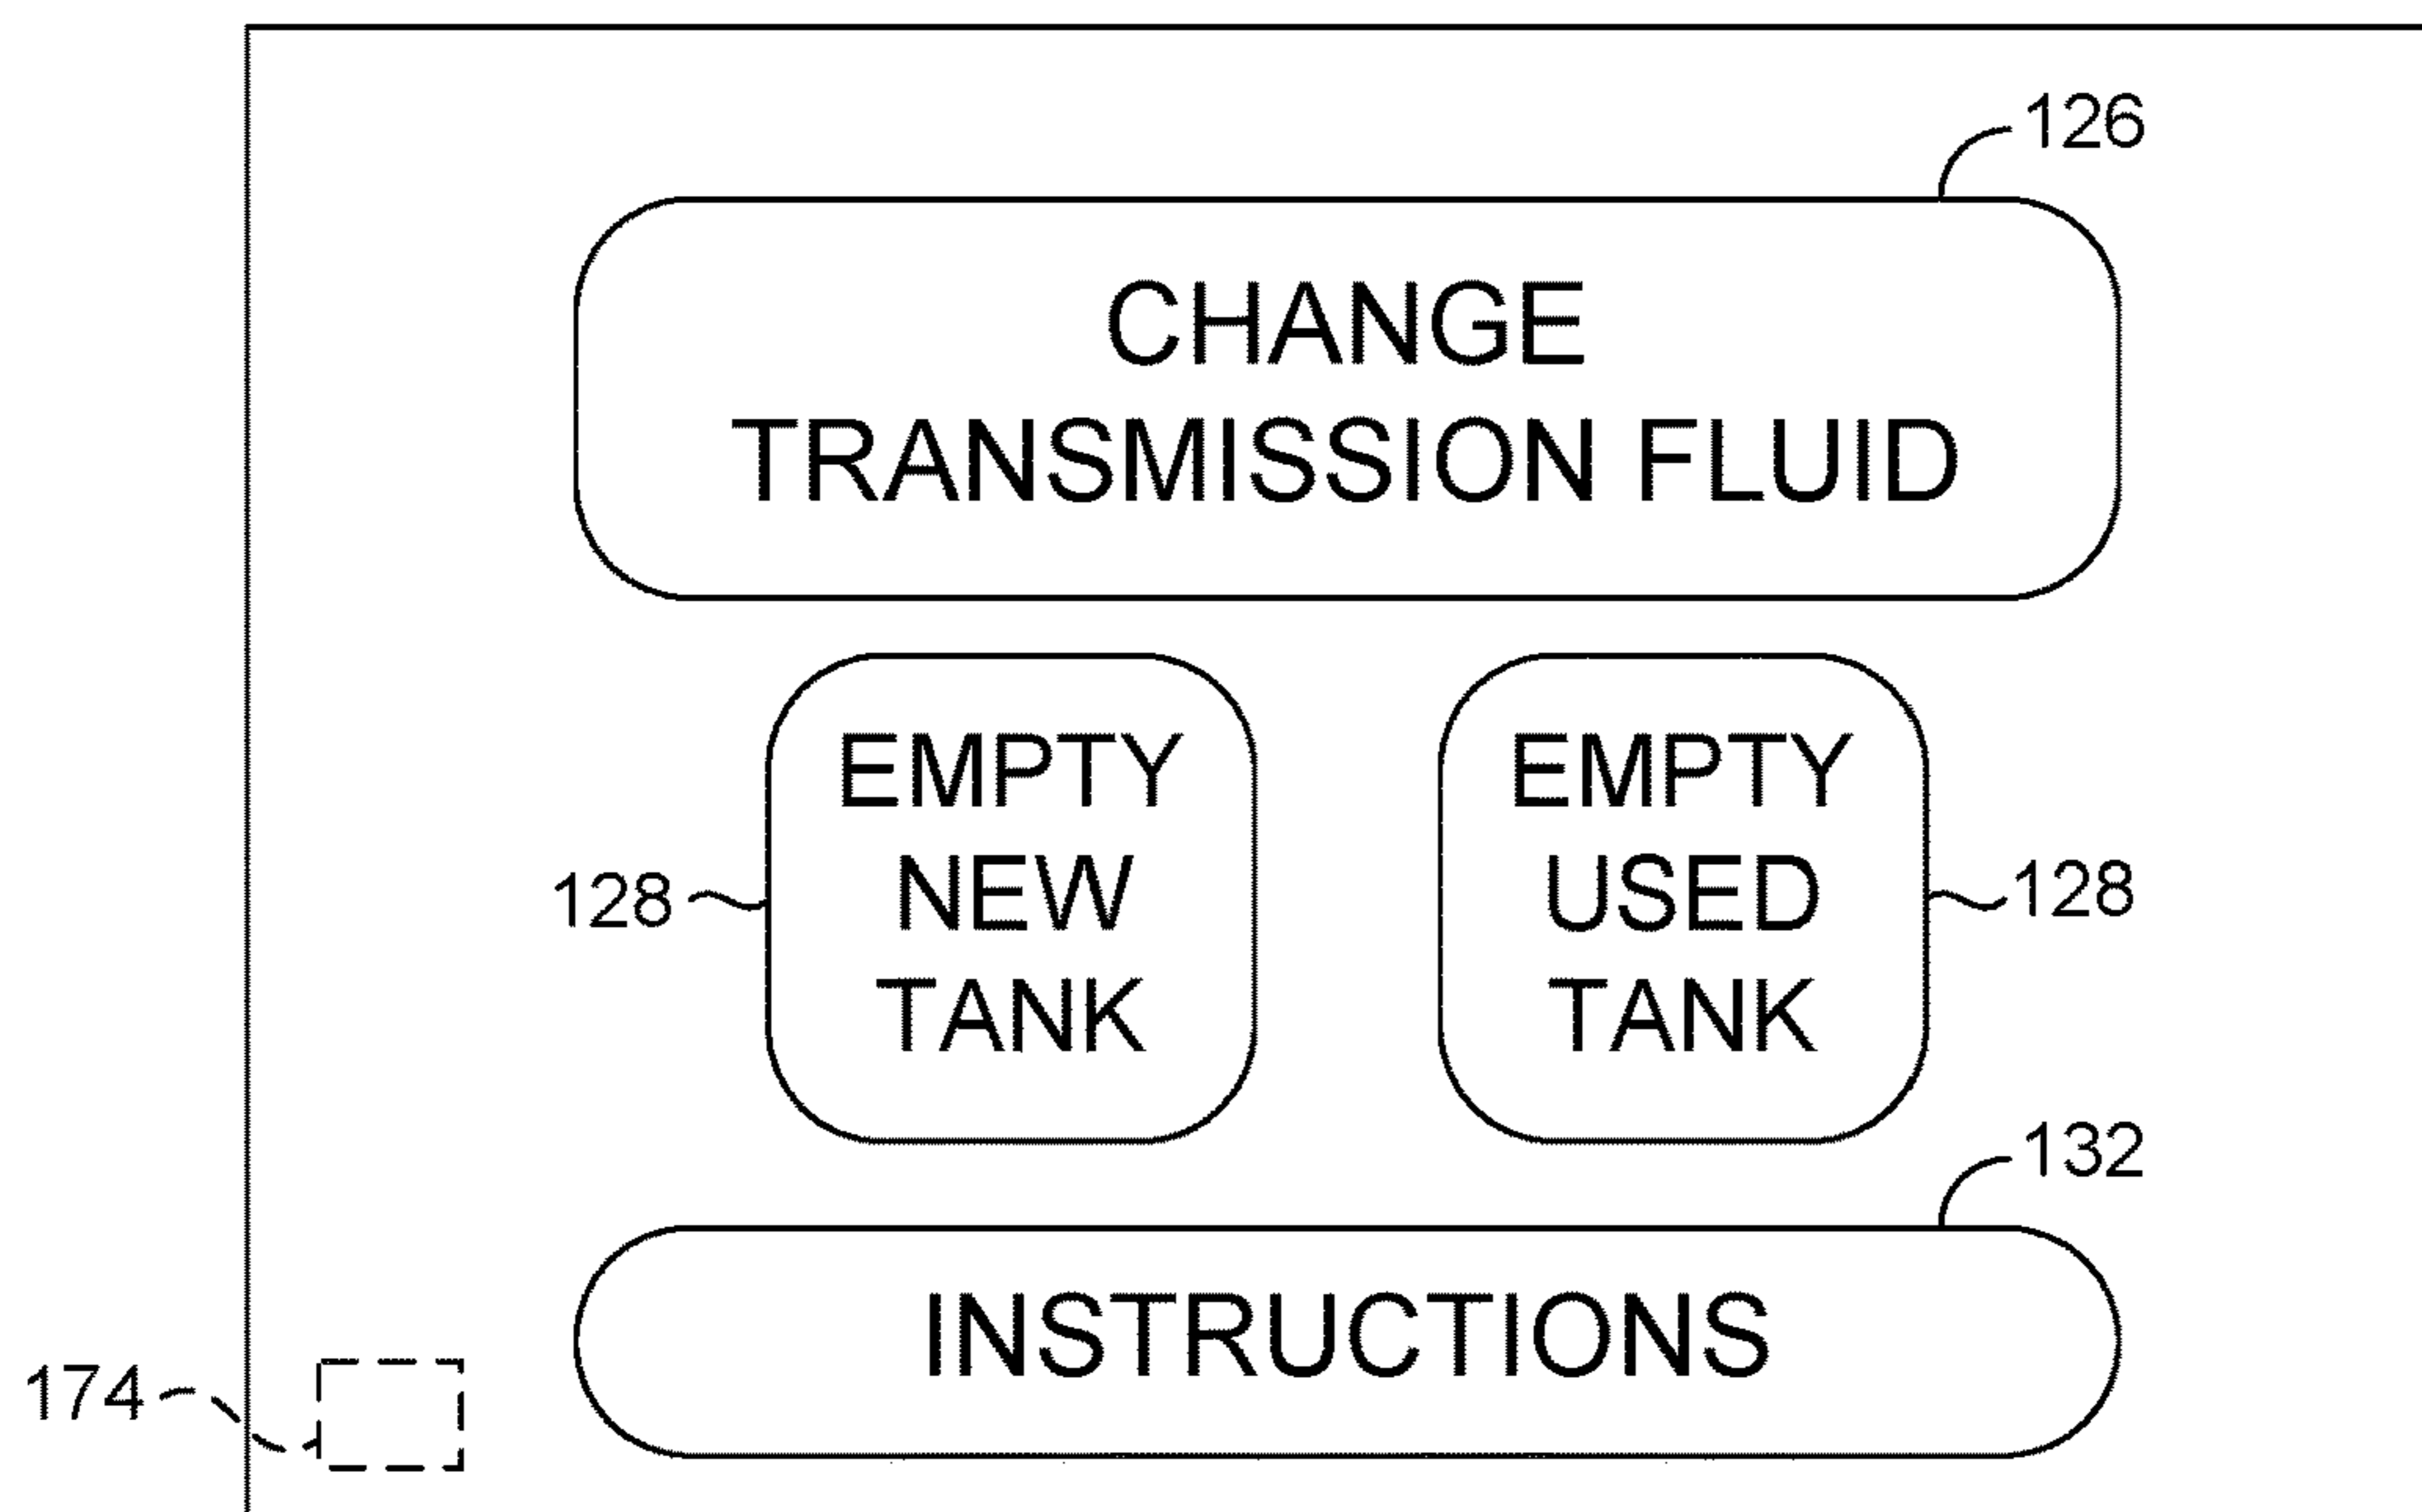 126
CHANGE
TRANSMISSION FLUID
EMPTY
NEW
TANK
128
EMPTY
USED
TANK
128
132
INSTRUCTIONS
174